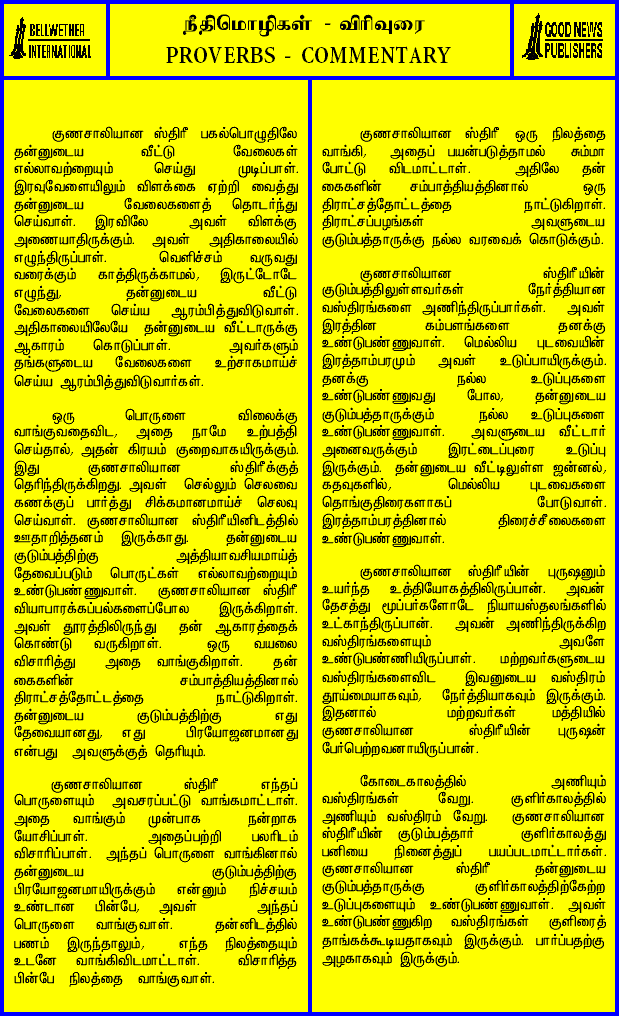 BELLWETHER
INTERNATIONAL
நீதிமொழிகள் - விரிவுரை
PROVERBS - COMMENTARY
GOOD NEWS
PUBLISHERS
குணசாலியான ஸ்திரீ பகல்பொழுதிலே
தன்னுடைய வீட்டு வேலைகள்
எல்லாவற்றையும் செய்து முடிப்பாள்.
இரவுவேளையிலும் விளக்கை ஏற்றி வைத்து
தன்னுடைய வேலைகளைத் தொடர்ந்து
செய்வாள். இரவிலே அவள் விளக்கு
அணையாதிருக்கும். அவள் அதிகாலையில்
எழுந்திருப்பாள். வெளிச்சம் வருவது
வரைக்கும் காத்திருக்காமல், இருட்டோடே
எழுந்து, தன்னுடைய வீட்டு
வேலைகளை செய்ய ஆரம்பித்துவிடுவாள்.
அதிகாலையிலேயே தன்னுடைய வீட்டாருக்கு
ஆகாரம் கொடுப்பாள். அவர்களும்
தங்களுடைய வேலைகளை உற்சாகமாய்ச்
செய்ய ஆரம்பித்துவிடுவார்கள்.
ஒரு பொருளை விலைக்கு
வாங்குவதைவிட, அதை நாமே உற்பத்தி
செய்தால், அதன் கிரயம் குறைவாகயிருக்கும்.
இது குணசாலியான ஸ்திரீக்குத்
தெரிந்திருக்கிறது. அவள் செல்லும் செலவை
கணக்குப் பார்த்து சிக்கமானமாய்ச் செலவு
செய்வாள். குணசாலியான ஸ்திரீயினிடத்தில்
ஊதாறித்தனம் இருக்காது. தன்னுடைய
குடும்பத்திற்கு அத்தியாவசியமாய்த்
தேவைப்படும் பொருட்கள் எல்லாவற்றையும்
உண்டுபண்ணுவாள். குணசாலியான ஸ்திரீ
வியாபாரக்கப்பல்களைப்போல இருக்கிறாள்.
அவள் தூரத்திலிருந்து தன் ஆகாரத்தைக்
கொண்டு வருகிறாள். ஒரு வயலை
விசாரித்து அதை வாங்குகிறாள். தன்
கைகளின் சம்பாத்தியத்தினால்
திராட்சத்தோட்டத்தை நாட்டுகிறாள்.
தன்னுடைய குடும்பத்திற்கு எது
தேவையானது, எது பிரயோஜனமானது
என்பது அவளுக்குத் தெரியும்.
குணசாலியான ஸ்திரீ எந்தப்
பொருளையும் அவசரப்பட்டு வாங்கமாட்டாள்.
அதை வாங்கும் முன்பாக நன்றாக
யோசிப்பாள். அதைப்பற்றி பலரிடம்
விசாரிப்பாள். அந்தப் பொருளை வாங்கினால்
தன்னுடைய குடும்பத்திற்கு
பிரயோஜனமாயிருக்கும் என்னும் நிச்சயம்
உண்டான பின்பே, அவள் அந்தப்
பொருளை வாங்குவாள். தன்னிடத்தில்
பணம் இருந்தாலும், எந்த நிலத்தையும்
உடனே வாங்கிவிடமாட்டாள். விசாரித்த
பின்பே நிலத்தை வாங்குவாள்.
குணசாலியான ஸ்திரீ ஒரு நிலத்தை
வாங்கி, அதைப் பயன்படுத்தாமல் சும்மா
போட்டு விடமாட்டாள். அதிலே தன்
கைகளின் சம்பாத்தியத்தினால் ஒரு
திராட்சத்தோட்டத்தை நாட்டுகிறாள்.
திராட்சப்பழங்கள் அவளுடைய
குடும்பத்தாருக்கு நல்ல வரவைக் கொடுக்கும்.
குணசாலியான ஸ்திரீயின்
குடும்பத்திலுள்ளவர்கள் நேர்த்தியான
வஸ்திரங்களை அணிந்திருப்பார்கள். அவள்
இரத்தின கம்பளங்களை தனக்கு
உண்டுபண்ணுவாள். மெல்லிய புடவையின்
இரத்தாம்பரமும் அவள் உடுப்பாயிருக்கும்.
தனக்கு நல்ல உடுப்புகளை
உண்டுபண்ணுவது போல, தன்னுடைய
குடும்பத்தாருக்கும் நல்ல உடுப்புகளை
உண்டுபண்ணுவாள். அவளுடைய வீட்டார்
அனைவருக்கும் இரட்டைப்புரை உடுப்பு
இருக்கும். தன்னுடைய வீட்டிலுள்ள ஜன்னல்,
கதவுகளில், மெல்லிய புடவைகளை
தொங்குதிரைகளாகப் போடுவாள்.
இரத்தாம்பரத்தினால் திரைச்சீலைகளை
உண்டுபண்ணுவாள்.
குணசாலியான ஸ்திரீயின் புருஷனும்
உயர்ந்த உத்தியோகத்திலிருப்பான். அவன்
தேசத்து மூப்பர்களோடே நியாயஸ்தலங்களில்
உட்காந்திருப்பான். அவன் அணிந்திருக்கிற
வஸ்திரங்களையும் அவளே
உண்டுபண்ணியிருப்பாள். மற்றவர்களுடைய
வஸ்திரங்களைவிட இவனுடைய வஸ்திரம்
தூய்மையாகவும், நேர்த்தியாகவும் இருக்கும்.
இதனால் மற்றவர்கள் மத்தியில்
குணசாலியான ஸ்திரீயின் புருஷன்
பேர்பெற்றவனாயிருப்பான்.
கோடைகாலத்தில் அணியும்
வஸ்திரங்கள் வேறு. குளிர்காலத்தில்
அணியும் வஸ்திரம் வேறு. குணசாலியான
ஸ்திரீயின் குடும்பத்தார் குளிர்காலத்து
பனியை நினைத்துப் பயப்படமாட்டார்கள்.
குணசாலியான ஸ்திரீ தன்னுடைய
குடும்பத்தாருக்கு குளிர்காலத்திற்கேற்ற
உடுப்புகளையும் உண்டுபண்ணுவாள். அவள்
உண்டுபண்ணுகிற வஸ்திரங்கள் குளிரைத்
தாங்கக்கூடியதாகவும் இருக்கும். பார்ப்பதற்கு
அழகாகவும் இருக்கும்.